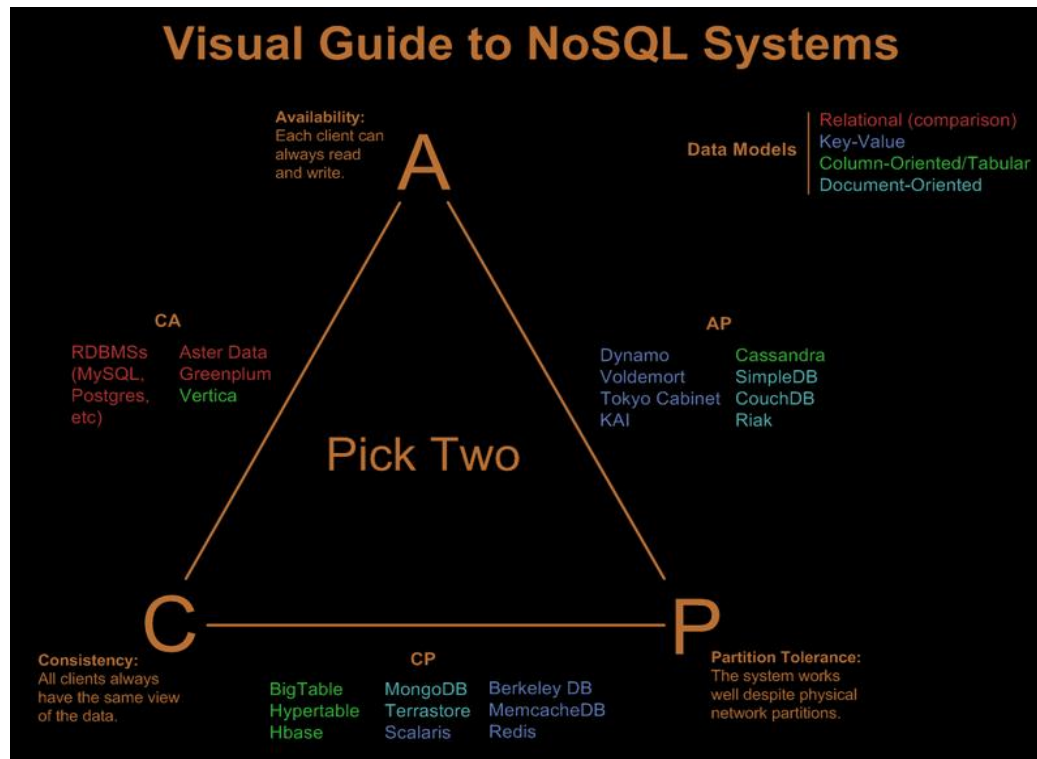 Visual Guide to NoSQL Systems
Availability:
Each client can
always read
and write.
A
Data Models
Relational (comparison)
Key-Value
Column-Oriented/Tabular
Document-Oriented
CA
RDBMSs
(MySQL,
Postgres,
etc)
Aster Data
Greenplum
Vertica
AP
Dynamo
Voldemort
Tokyo Cabinet
KAI
Cassandra
SimpleDB
CouchDB
Riak
Pick Two
C
Consistency:
All clients always
have the same view
of the data.
CP
BigTable
Hypertable
Hbase
MongoDB
Terrastore
Scalaris
Berkeley DB
MemcacheDB
Redis
P
Partition Tolerance:
The system works
well despite physical
network partitions.